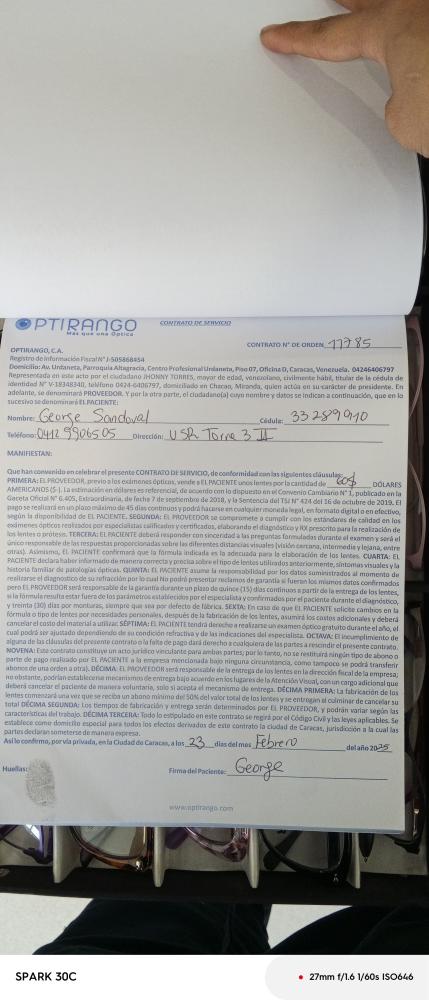 OPTIRANGO
Más que una Óptica
CONTRATO DE SERVICIO
CONTRATO N° DE ORDEN 11785
OPTIRANGO, C.A.
Registro de Información Fiscal N° J-505868454
Domicilio: Av. Urdaneta, Parroquia Altagracia, Centro Profesional Urdaneta, Piso 07, Oficina D, Caracas, Venezuela. 04246406797
Representada en este acto por el ciudadano JHONNY TORRES, mayor de edad, venezolano, civilmente hábil, titular de la cédula de
identidad N° V-18348340, teléfono 0424-6406797, domiciliado en Chacao, Miranda, quien actúa en su carácter de presidente. En
adelante, se denominará PROVEEDOR. Y por la otra parte, el ciudadano(a) cuyo nombre y datos se indican a continuación, que en lo
sucesivo se denominará EL PACIENTE:
Nombre: George Sandoval Cédula: 33289910
Teléfono: 0412 9906505 Dirección: USR Torre 3 II
MANIFIESTAN:
Que han convenido en celebrar el presente CONTRATO DE SERVICIO, de conformidad con las siguientes cláusulas:
PRIMERA: EL PROVEEDOR, previo a los exámenes ópticos, vende a EL PACIENTE unos lentes por la cantidad de 60$ DÓLARES
AMERICANOS ($-). La estimación en dólares es referencial, de acuerdo con lo dispuesto en el Convenio Cambiario N° 1, publicado en la
Gaceta Oficial N° 6.405, Extraordinaria, de fecha 7 de septiembre de 2018, y la Sentencia del TSJ N° 424 del 16 de octubre de 2019. El
pago se realizará en un plazo máximo de 45 días continuos y podrá hacerse en cualquier moneda legal, en formato digital o en efectivo,
según la disponibilidad de EL PACIENTE. SEGUNDA: EL PROVEEDOR se compromete a cumplir con los estándares de calidad en los
exámenes ópticos realizados por especialistas calificados y certificados, elaborando el diagnóstico y RX prescrito para la realización de
los lentes o prótesis. TERCERA: EL PACIENTE deberá responder con sinceridad a las preguntas formuladas durante el examen y será el
único responsable de las respuestas proporcionadas sobre las diferentes distancias visuales (visión cercana, intermedia y lejana, entre
otras). Asimismo, EL PACIENTE confirmará que la fórmula indicada es la adecuada para la elaboración de los lentes. CUARTA: EL
PACIENTE declara haber informado de manera correcta y precisa sobre el tipo de lentes utilizados anteriormente, síntomas visuales y la
historia familiar de patologías ópticas. QUINTA: EL PACIENTE asume la responsabilidad por los datos suministrados al momento de
realizarse el diagnostico de su refracción por lo cual No podrá presentar reclamos de garantía si fueran los mismos datos confirmados
pero EL PROVEEDOR será responsable de la garantía durante un plazo de quince (15) días continuos a partir de la entrega de los lentes,
si la fórmula resulta estar fuera de los parámetros establecidos por el especialista y confirmados por el paciente durante el diagnóstico,
y treinta (30) días por monturas, siempre que sea por defecto de fábrica. SEXTA: En caso de que EL PACIENTE solicite cambios en la
fórmula o tipo de lentes por necesidades personales, después de la fabricación de los lentes, asumirá los costos adicionales y deberá
cancelar el costo del material a utilizar. SÉPTIMA: EL PACIENTE tendrá derecho a realizarse un examen óptico gratuito durante el año, el
cual podrá ser ajustado dependiendo de su condición refractiva y de las indicaciones del especialista. OCTAVA: El incumplimiento de
alguna de las cláusulas del presente contrato o la falta de pago dará derecho a cualquiera de las partes a rescindir el presente contrato.
NOVENA: Este contrato constituye un acto jurídico vinculante para ambas partes; por lo tanto, no se restituirá ningún tipo de abono o
parte de pago realizado por EL PACIENTE a la empresa mencionada bajo ninguna circunstancia, como tampoco se podrá transferir
abonos de una orden a otra). DÉCIMA: EL PROVEEDOR será responsable de la entrega de los lentes en la dirección fiscal de la empresa;
no obstante, podrían establecerse mecanismos de entrega bajo acuerdo en los lugares de la Atención Visual, con un cargo adicional que
deberá cancelar el paciente de manera voluntaria, solo si acepta el mecanismo de entrega. DÉCIMA PRIMERA: La fabricación de los
lentes comenzará una vez que se reciba un abono mínimo del 50% del valor total de los lentes y se entregan al culminar de cancelar su
total DÉCIMA SEGUNDA: Los tiempos de fabricación y entrega serán determinados por EL PROVEEDOR, y podrán variar según las
características del trabajo. DÉCIMA TERCERA: Todo lo estipulado en este contrato se regirá por el Código Civil y las leyes aplicables. Se
establece como domicilio especial para todos los efectos derivados de este contrato la ciudad de Caracas, jurisdicción a la cual las
partes declaran someterse de manera expresa.
Así lo confirme, por vía privada, en la Ciudad de Caracas, a los 23 días del mes Febrero del año 2025
Huellas:
Firma del Paciente: George
www.optirango.com
SPARK 30C
27mm f/1.6 1/60s ISO646